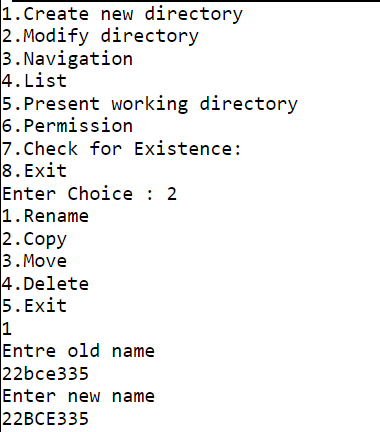 1.Create new directory
2.Modify directory
3.Navigation
4.List
5.Present working directory
6.Permission
7.Check for Existence:
8.Exit
Enter Choice : 2
1.Rename
2.Copy
3.Move
4.Delete
5.Exit
1
Entre old name
22bce335
Enter new name
22BCE335